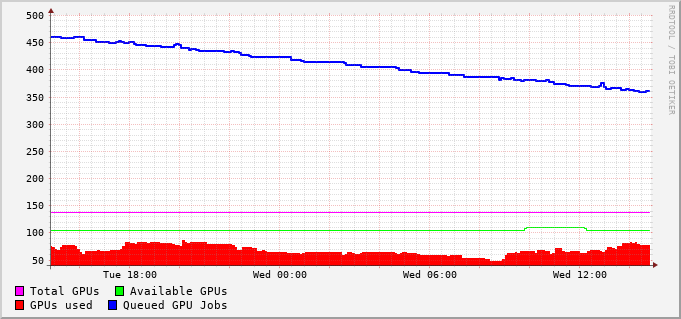 500
450
400
350
300
250
200
150
100
50
Tue 18:00 Wed 00:00 Wed 06:00 Wed 12:00
Total GPUs Available GPUs
GPUs used Queued GPU Jobs
RRDTOOL / TOBI OETIKER